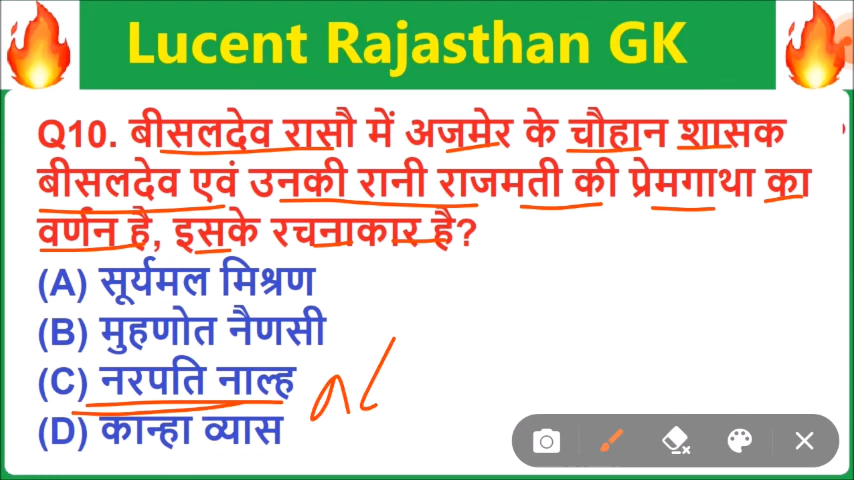 Lucent Rajasthan GK
Q10. बीसलदेव रासौ में अजमेर के चौहान शासक
बीसलदेव एवं उनकी रानी राजमती की प्रेमगाथा का
वर्णन है, इसके रचनाकार है?
(A) सूर्यमल मिश्रण
(B) मुहणोत नैणसी
(C) नरपति नाल्ह
(D) कान्हा व्यास